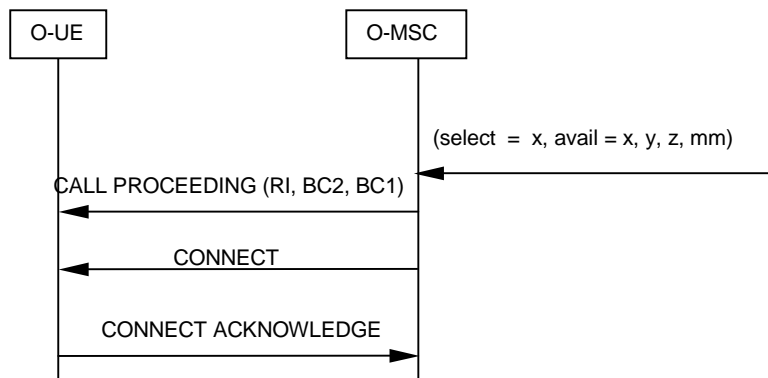 O-UE
O-MSC
(select = x, avail = x, y, z, mm)
CALL PROCEEDING (RI, BC2, BC1)
CONNECT
CONNECT ACKNOWLEDGE